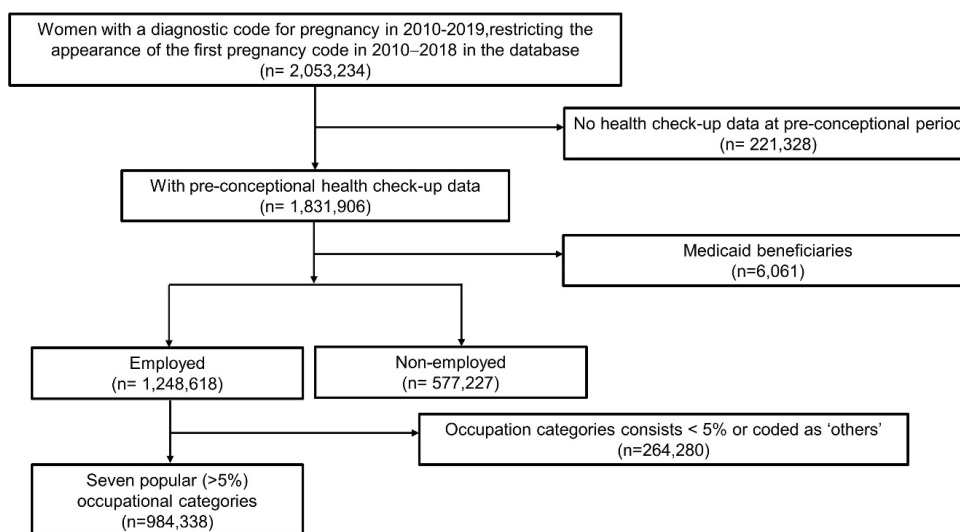 Women with a diagnostic code for pregnancy in 2010-2019,restricting the
appearance of the first pregnancy code in 2010–2018 in the database
(n= 2,053,234)
No health check-up data at pre-conceptional period
(n= 221,328)
With pre-conceptional health check-up data
(n= 1,831,906)
Medicaid beneficiaries
(n=6,061)
Employed
(n= 1,248,618)
Non-employed
(n= 577,227)
Occupation categories consists < 5% or coded as ‘others’
(n=264,280)
Seven popular (>5%)
occupational categories
(n=984,338)